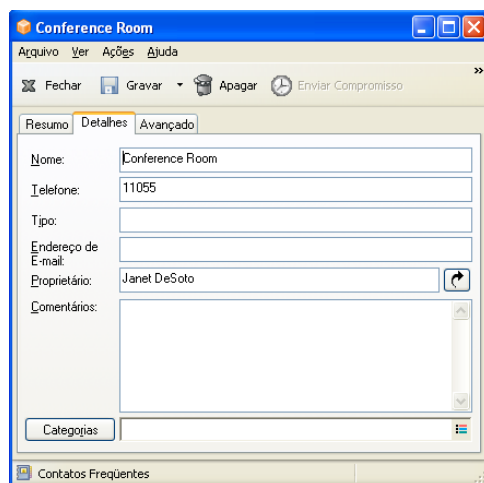 Conference Room
Arquivo Ver Ações Ajuda
»
Fechar Gravar Apagar Enviar Compromisso
Resumo Detalhes Avançado
Nome: Conference Room
Telefone: 11055
Tipo:
Endereço de
E-mail:
Proprietário: Janet DeSoto
Comentários:
Categorias
Contatos Freqüentes